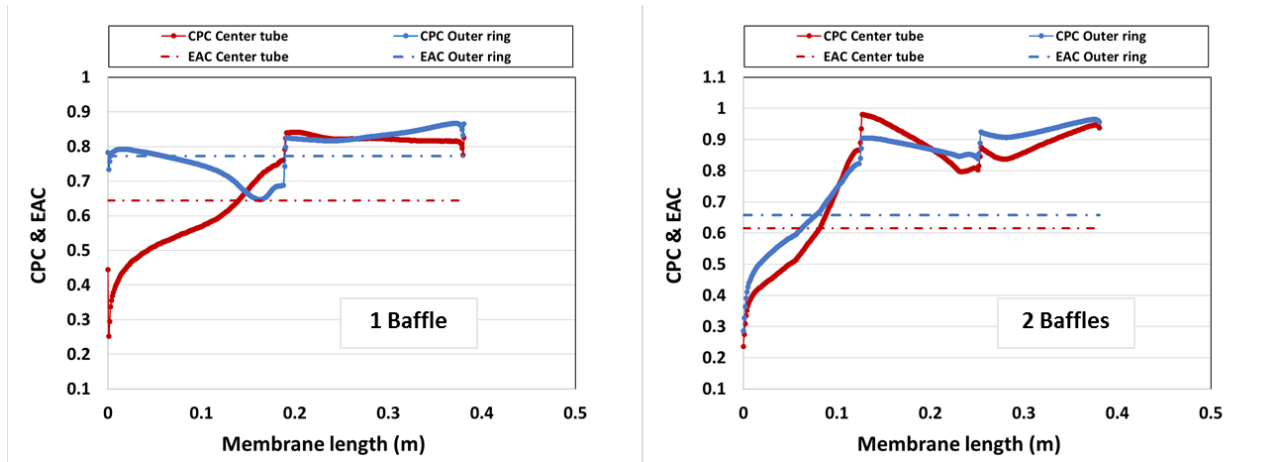 CPC Center tube CPC Outer ring
EAC Center tube EAC Outer ring
1
0.9
0.8
0.7
0.6
0.5
0.4
0.3
0.2
0.1
CPC & EAC
1 Baffle
0 0.1 0.2 0.3 0.4 0.5
Membrane length (m)
CPC Center tube CPC Outer ring
EAC Center tube EAC Outer ring
1.1
1
0.9
0.8
0.7
0.6
0.5
0.4
0.3
0.2
0.1
CPC & EAC
2 Baffles
0 0.1 0.2 0.3 0.4 0.5
Membrane length (m)